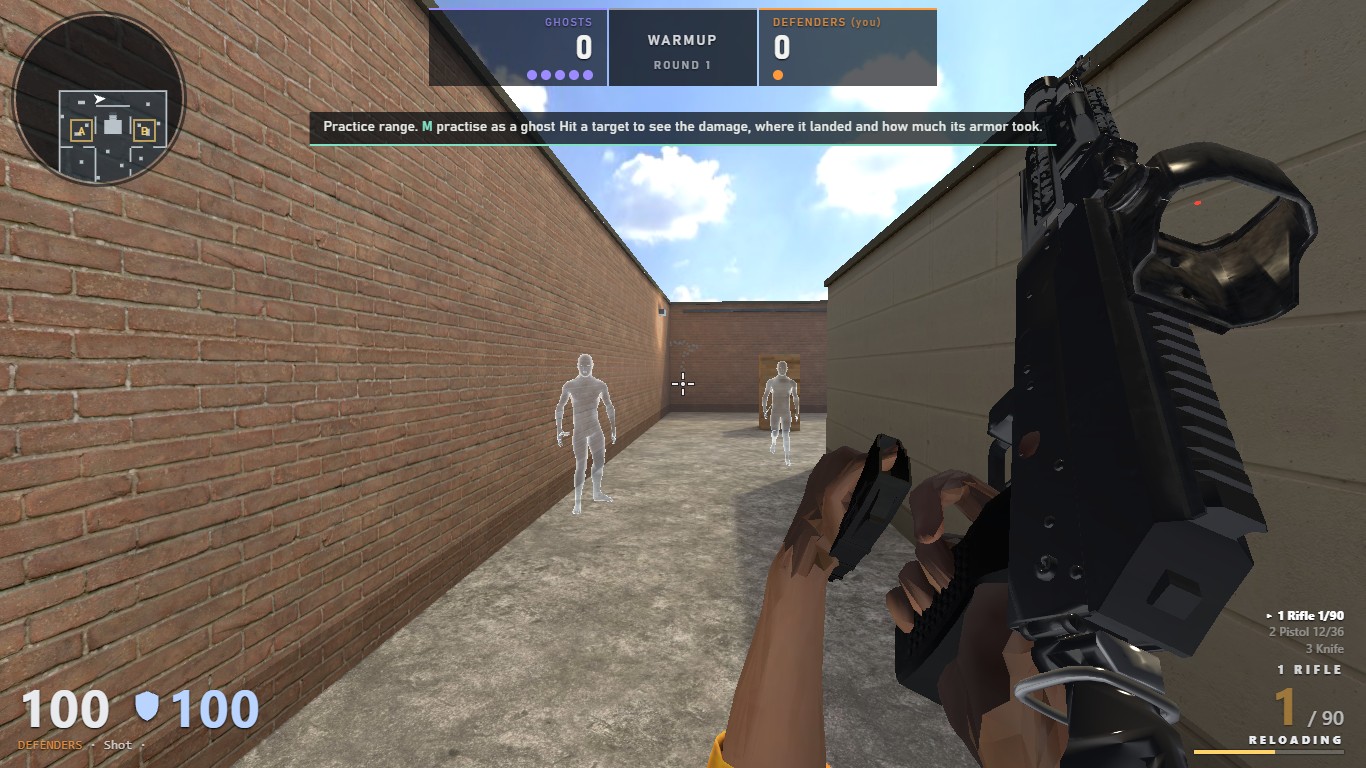 GHOSTS
0
WARMUP
ROUND 1
DEFENDERS (you)
0
Practice range. M practise as a ghost Hit a target to see the damage, where it landed and how much its armor took.
A
B
1 Rifle 1/90
2 Pistol 12/36
3 Knife
1 RIFLE
1 / 90
RELOADING
100 100
DEFENDERS · Shot ·